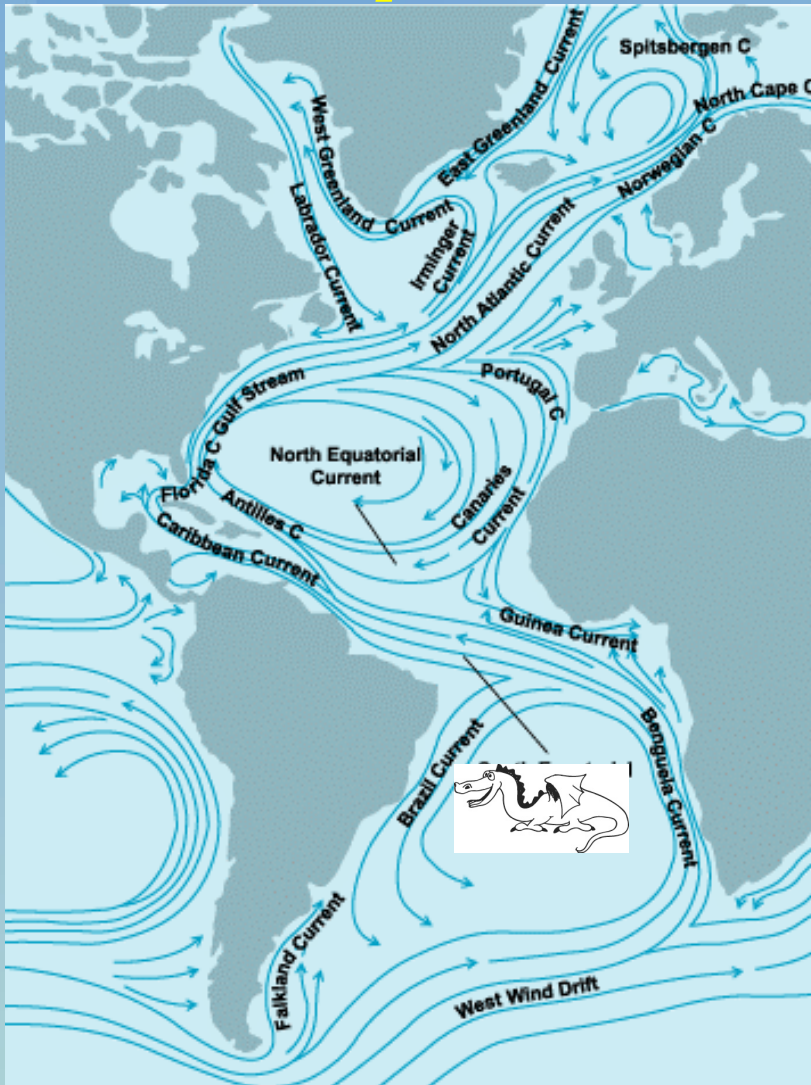 Spitsbergen C
North Cape C
East Greenland Current
Norwegian C
West Greenland Current
Labrador Current
Irminger
Current
North Atlantic Current
Portugal C
Gulf Stream
Florida C
North Equatorial
Current
Canaries
Current
Antilles C
Caribbean Current
Guinea Current
Benguela Current
Brazil Current
Falkland Current
West Wind Drift